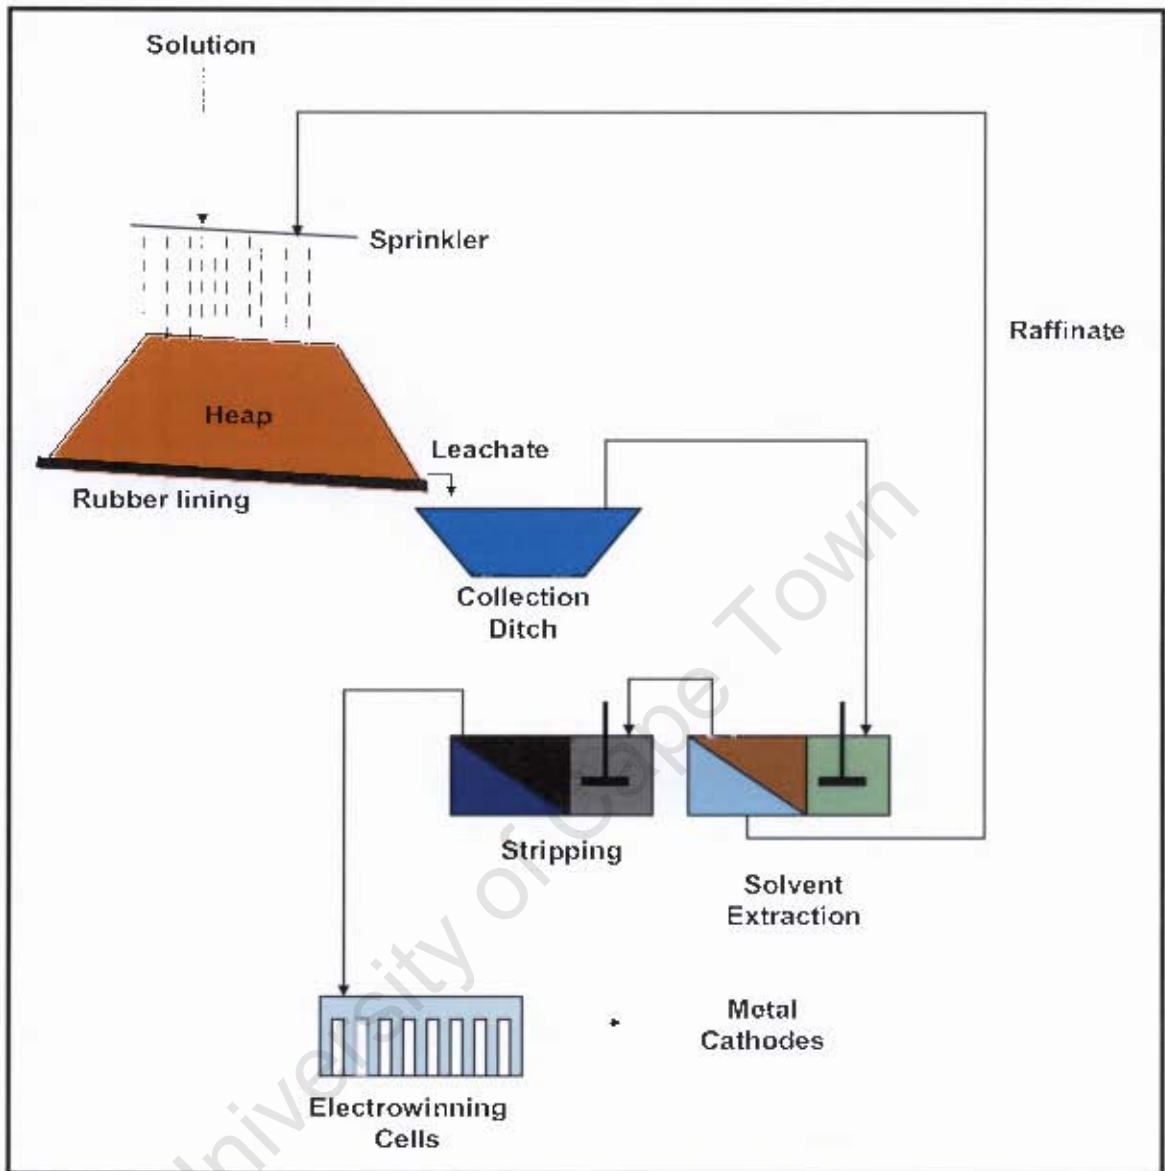 Solution
Sprinkler
Raffinate
Heap
Leachate
Rubber lining
Collection
Ditch
Stripping
Solvent
Extraction
Metal
Cathodes
Electrowinning
Cells
University of Cape Town